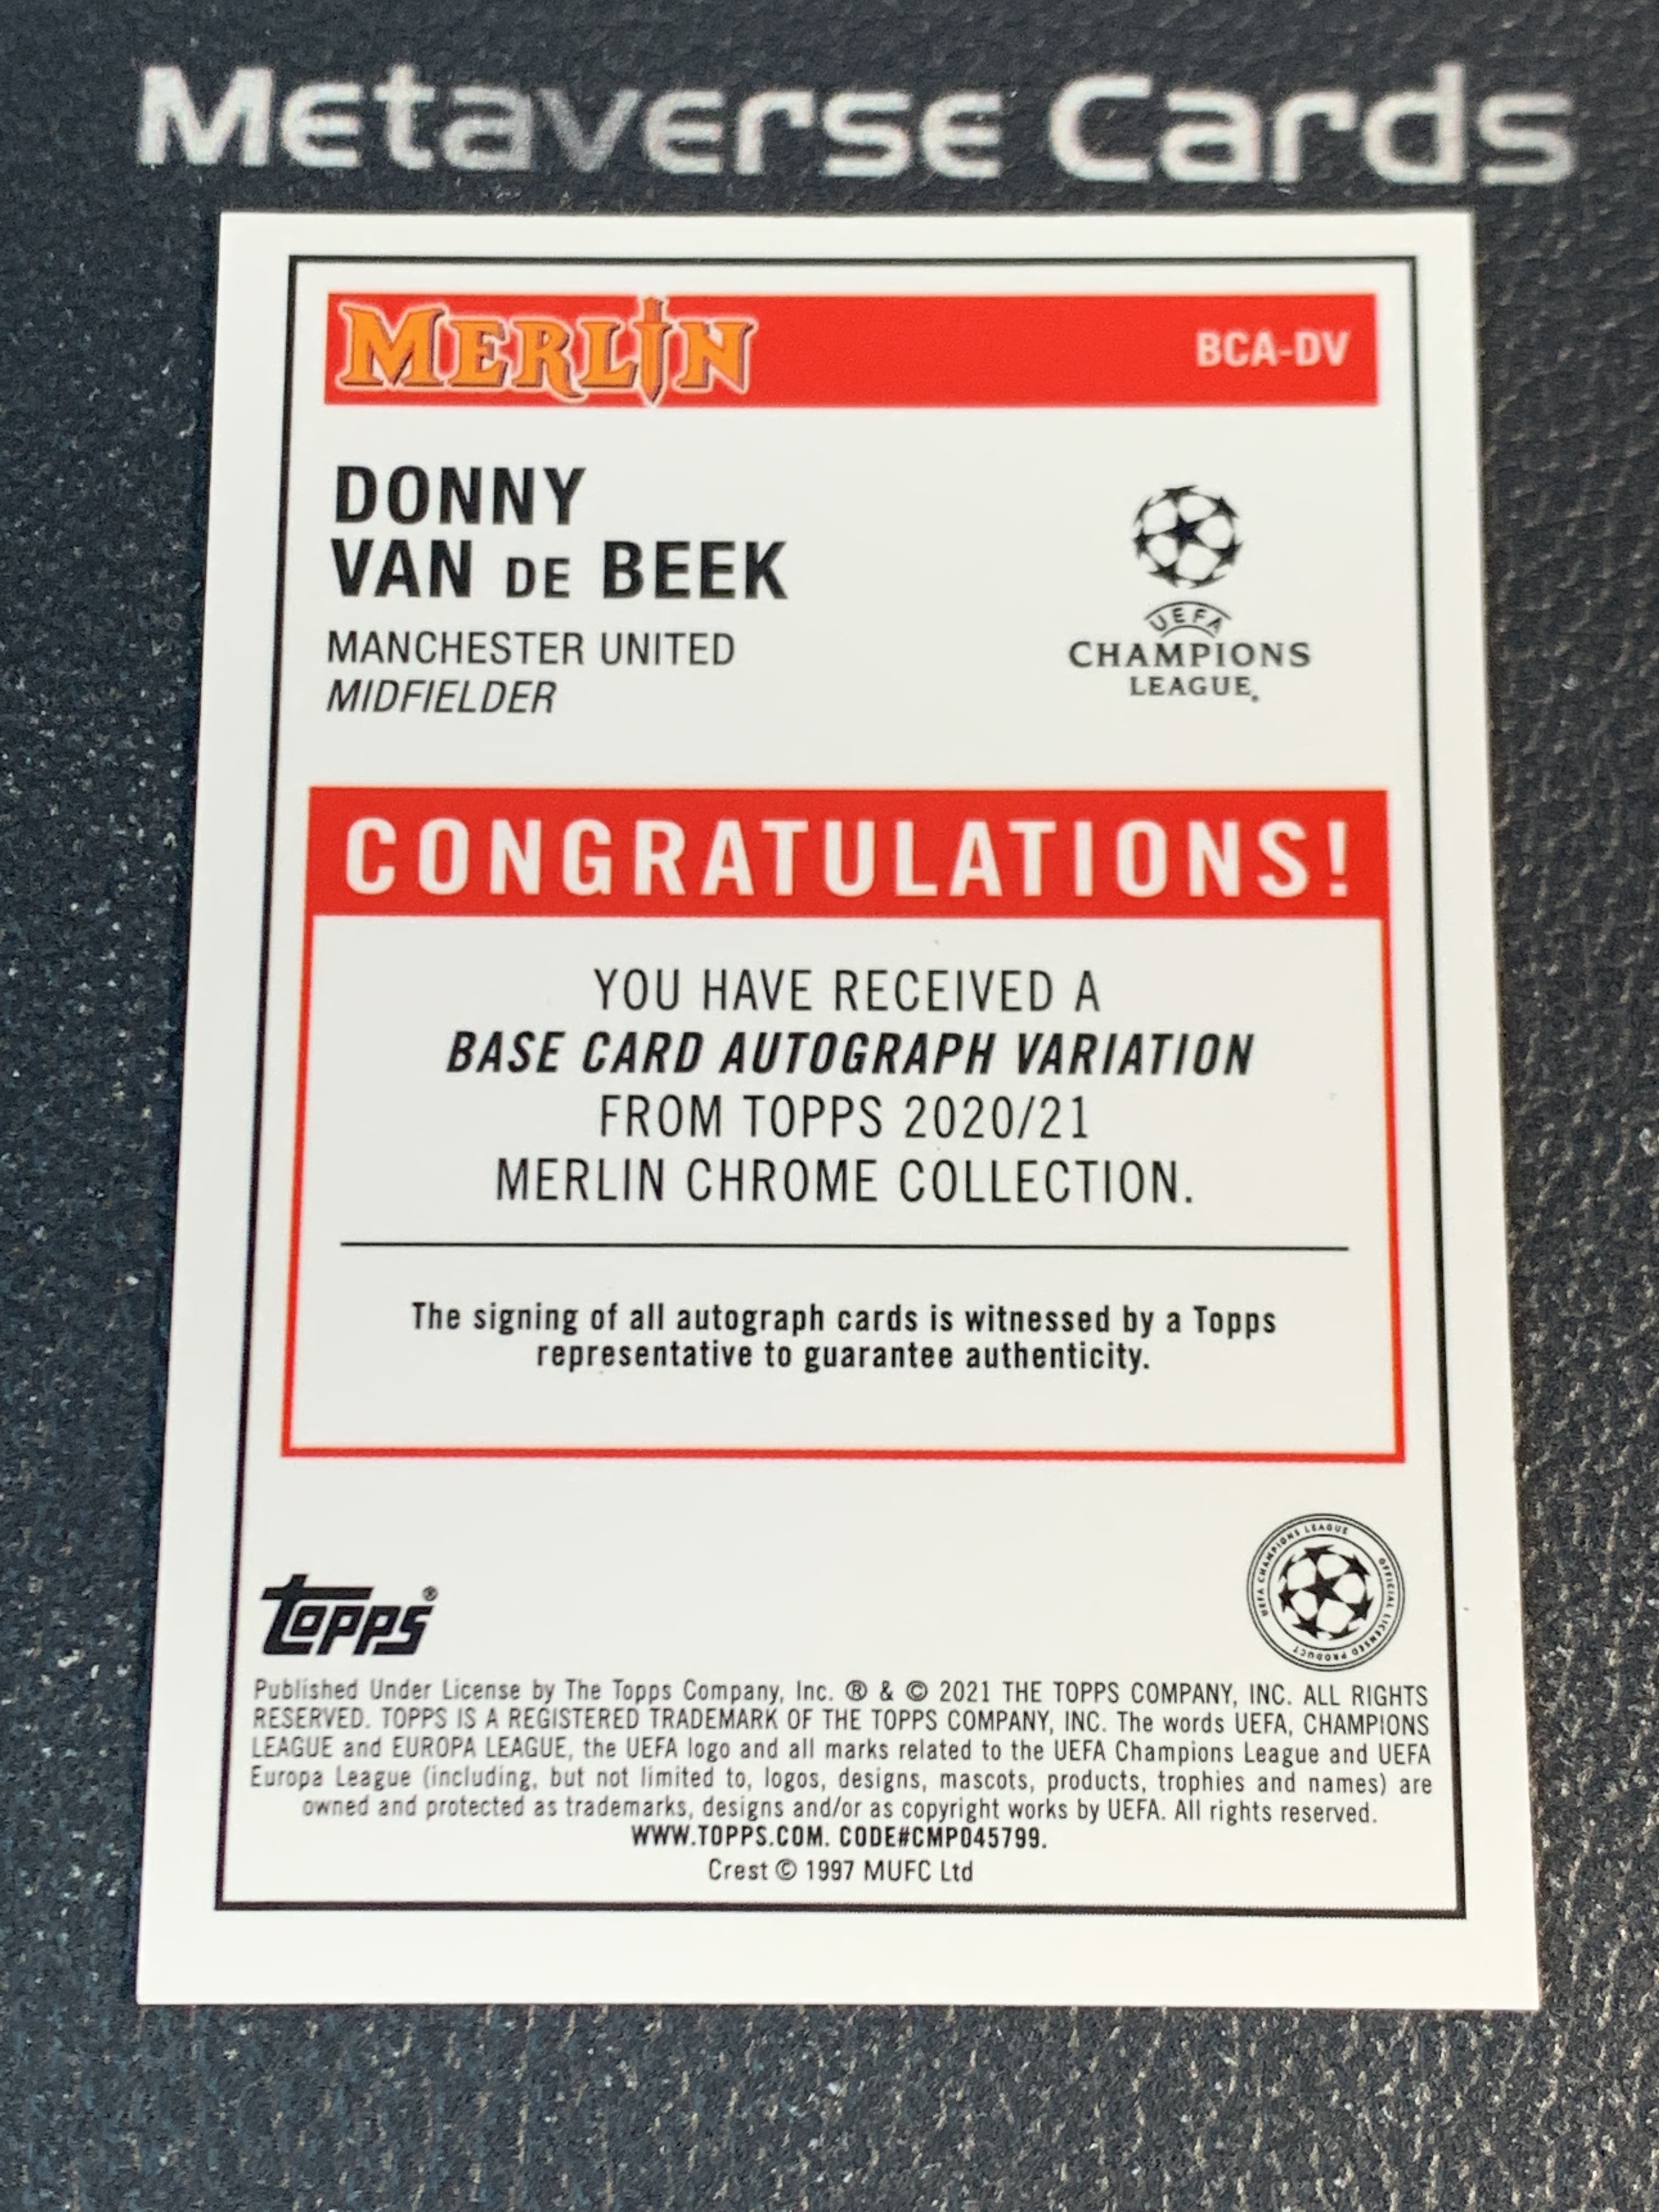 Metaverse Cards
MERLIN
BCA-DV
DONNY
VAN DE BEEK
MANCHESTER UNITED
MIDFIELDER
UEFA
CHAMPIONS
LEAGUE®
CONGRATULATIONS!
YOU HAVE RECEIVED A
BASE CARD AUTOGRAPH VARIATION
FROM TOPPS 2020/21
MERLIN CHROME COLLECTION.
The signing of all autograph cards is witnessed by a Topps
representative to guarantee authenticity.
Topps®
UEFA CHAMPIONS LEAGUE OFFICIAL LICENSED PRODUCT
Published Under License by The Topps Company, Inc. ® & © 2021 THE TOPPS COMPANY, INC. ALL RIGHTS
RESERVED. TOPPS IS A REGISTERED TRADEMARK OF THE TOPPS COMPANY, INC. The words UEFA, CHAMPIONS
LEAGUE and EUROPA LEAGUE, the UEFA logo and all marks related to the UEFA Champions League and UEFA
Europa League (including, but not limited to, logos, designs, mascots, products, trophies and names) are
owned and protected as trademarks, designs and/or as copyright works by UEFA. All rights reserved.
WWW.TOPPS.COM. CODE#CMP045799.
Crest © 1997 MUFC Ltd